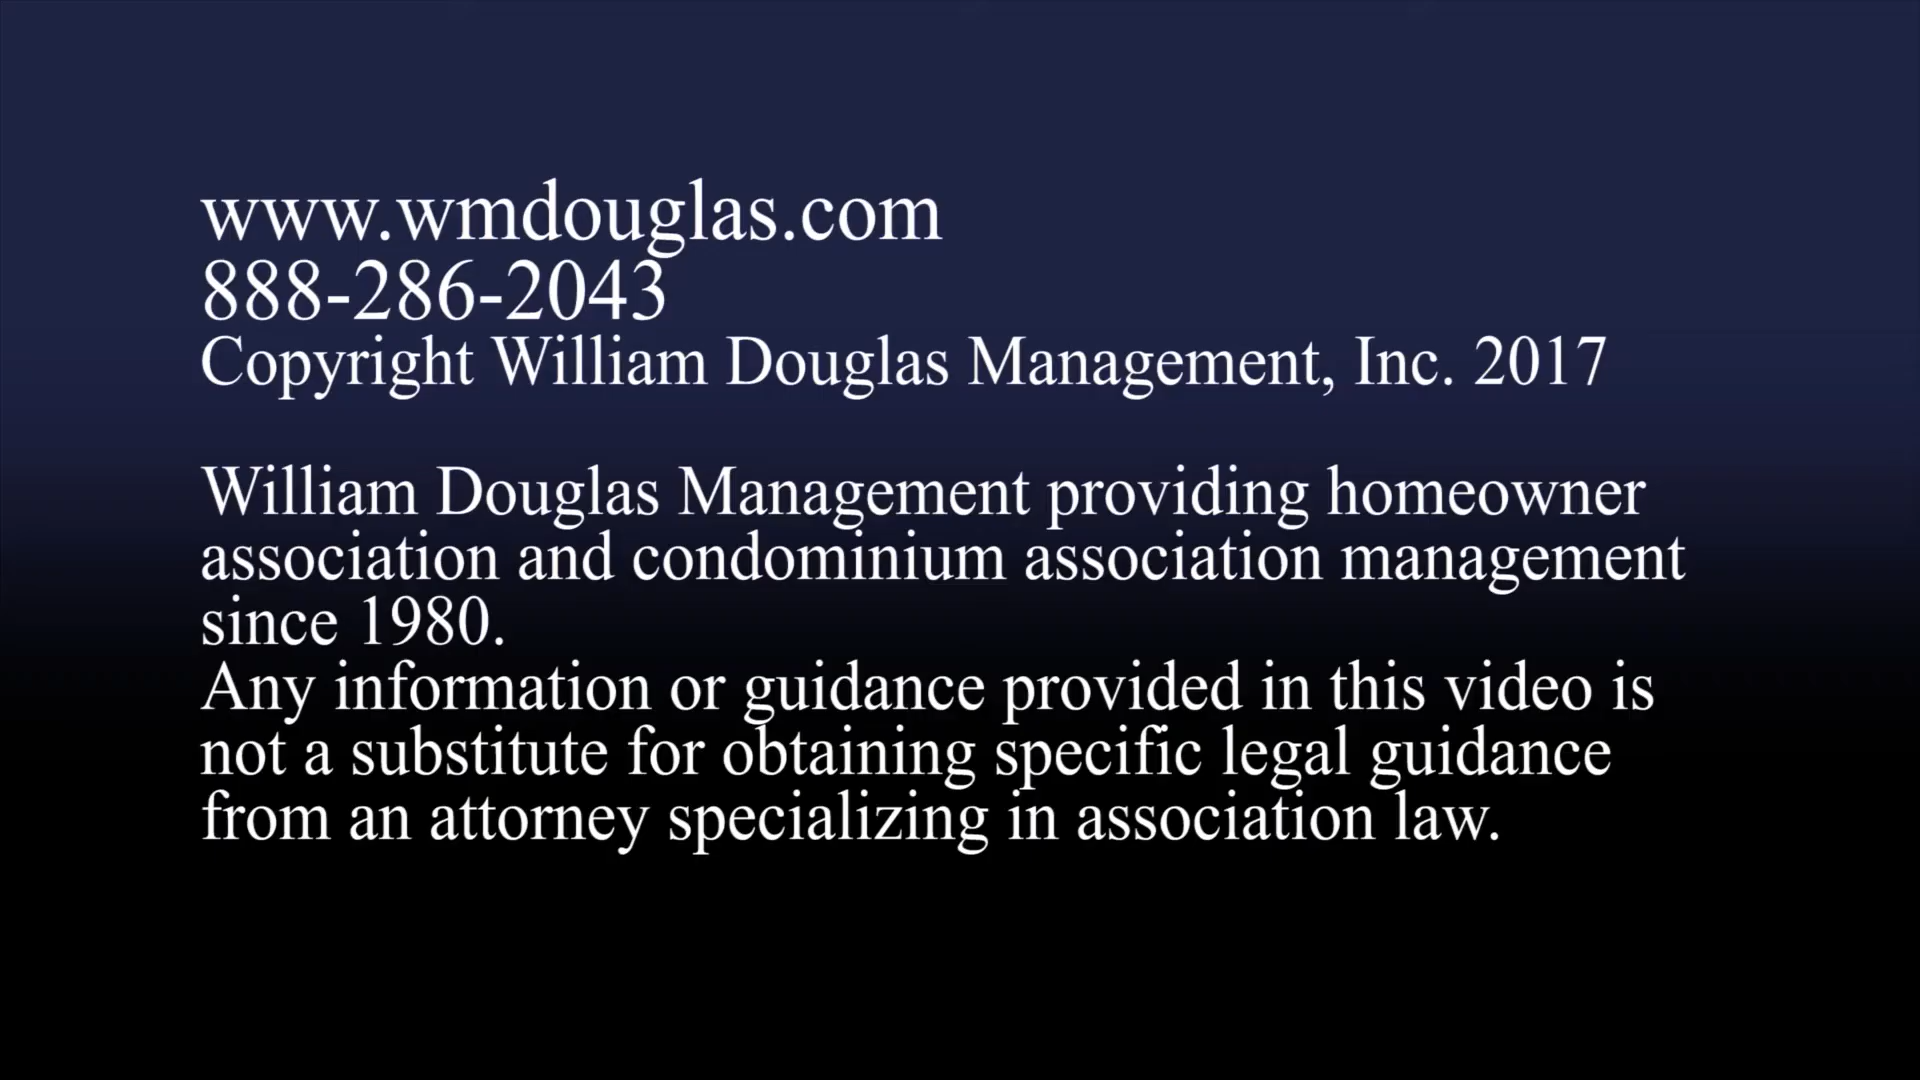 www.wmdouglas.com
888-286-2043
Copyright William Douglas Management, Inc. 2017
William Douglas Management providing homeowner
association and condominium association management
since 1980.
Any information or guidance provided in this video is
not a substitute for obtaining specific legal guidance
from an attorney specializing in association law.